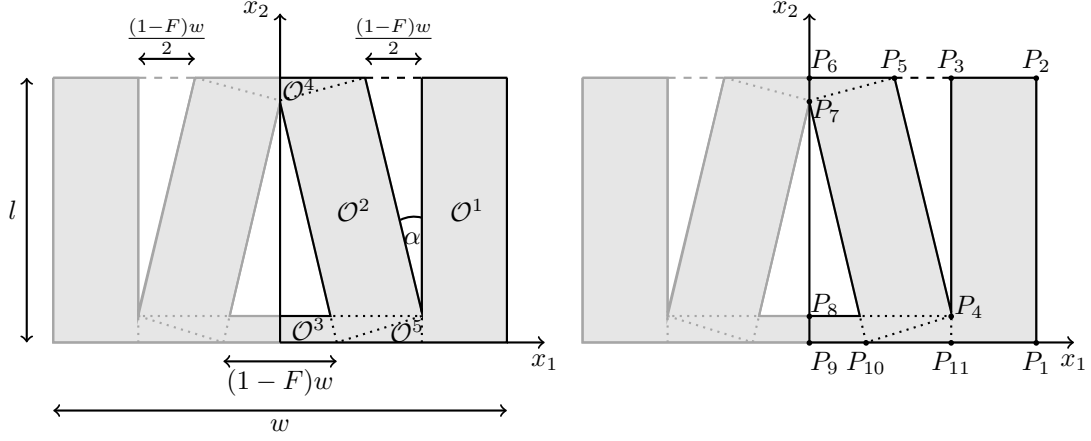 x₂
(1−F)w/2
(1−F)w/2
𝒪⁴
l
𝒪²
𝒪¹
α
𝒪³
𝒪⁵
x₁
(1 − F)w
w
x₂
P₆
P₅
P₃
P₂
P₇
P₈
P₄
P₉
P₁₀
P₁₁
P₁
x₁